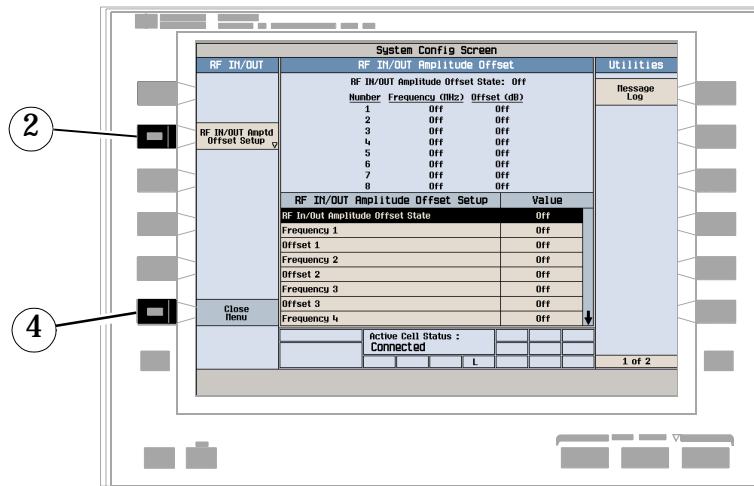 System Config Screen
RF IN/OUT
RF IN/OUT Amplitude Offset
Utilities
RF IN/OUT Amplitude Offset State: Off
Number Frequency (MHz) Offset (dB)
1 Off Off
2 Off Off
3 Off Off
4 Off Off
5 Off Off
6 Off Off
7 Off Off
8 Off Off
Message
Log
2
RF IN/OUT Amptd
Offset Setup
RF IN/OUT Amplitude Offset Setup Value
RF In/Out Amplitude Offset State Off
Frequency 1 Off
Offset 1 Off
Frequency 2 Off
Offset 2 Off
Frequency 3 Off
Offset 3 Off
Frequency 4 Off
4
Close
Menu
Active Cell Status :
Connected
L
1 of 2